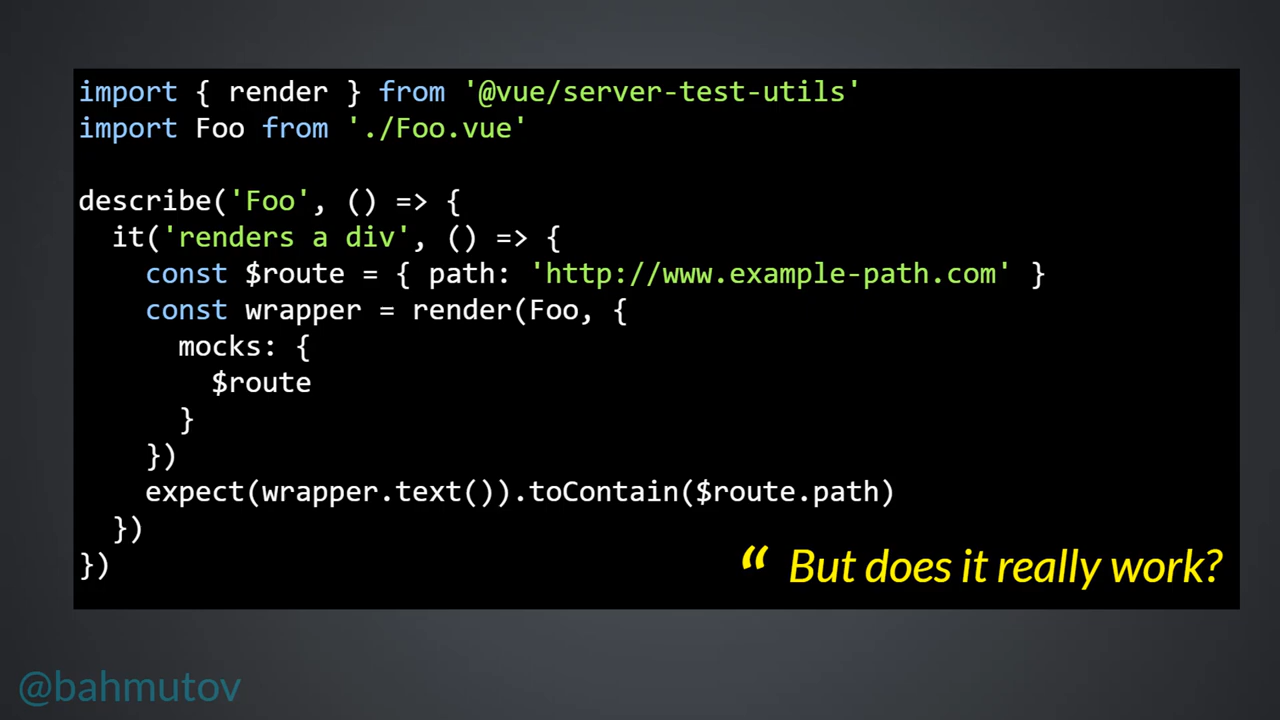 import { render } from '@vue/server-test-utils'
import Foo from './Foo.vue'

describe('Foo', () => {
  it('renders a div', () => {
    const $route = { path: 'http://www.example-path.com' }
    const wrapper = render(Foo, {
      mocks: {
        $route
      }
    })
    expect(wrapper.text()).toContain($route.path)
  })
})
“ But does it really work?
@bahmutov